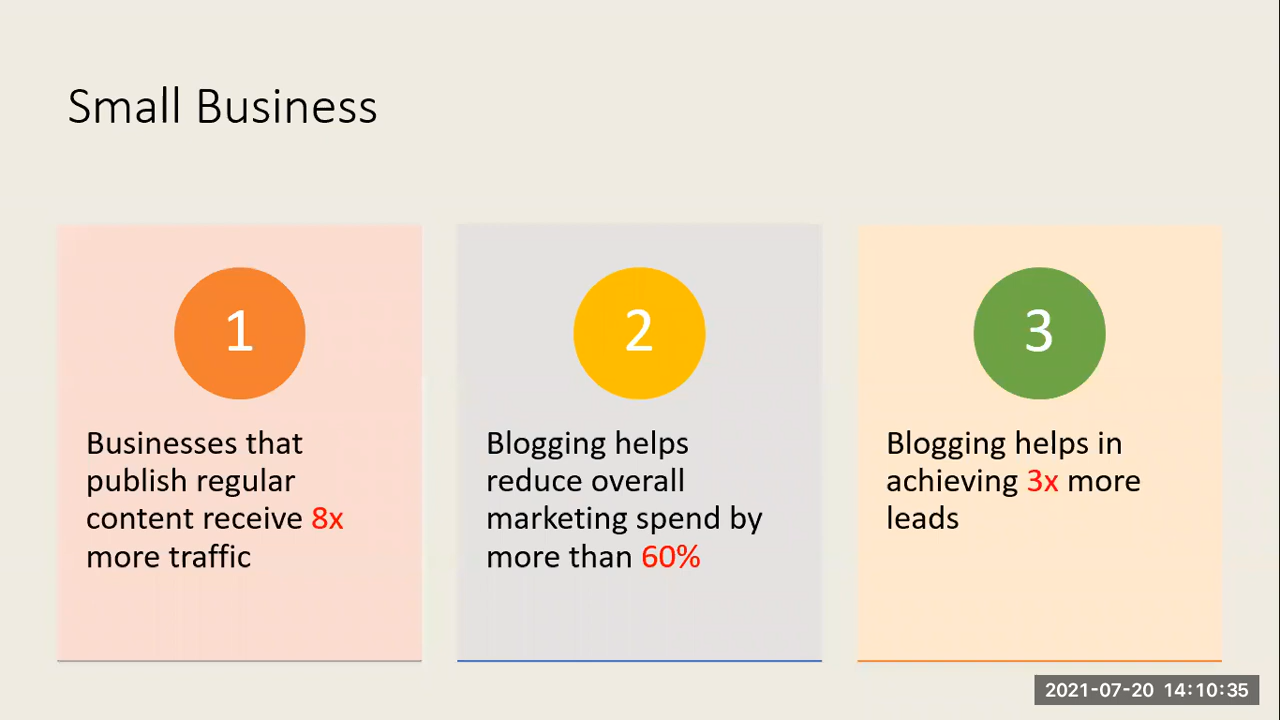 Small Business
1
Businesses that
publish regular
content receive 8x
more traffic
2
Blogging helps
reduce overall
marketing spend by
more than 60%
3
Blogging helps in
achieving 3x more
leads
2021-07-20 14:10:35